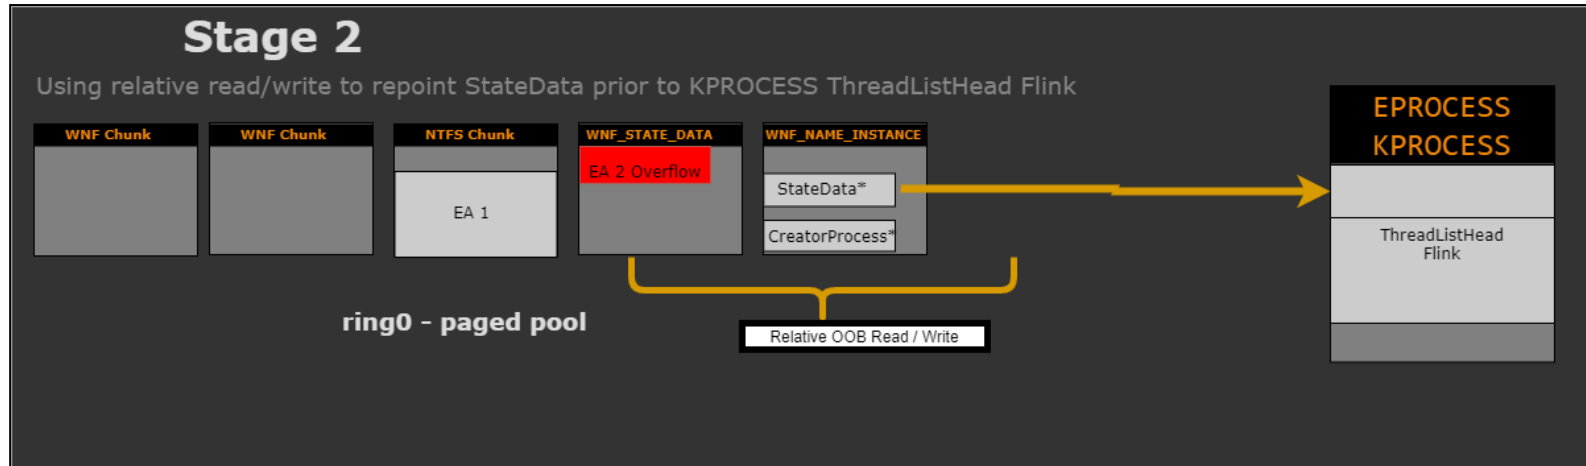 Stage 2
Using relative read/write to repoint StateData prior to KPROCESS ThreadListHead Flink
WNF Chunk
WNF Chunk
NTFS Chunk
WNF_STATE_DATA
WNF_NAME_INSTANCE
EPROCESS
KPROCESS
EA 2 Overflow
StateData*
EA 1
CreatorProcess*
ThreadListHead
Flink
ring0 - paged pool
Relative OOB Read / Write